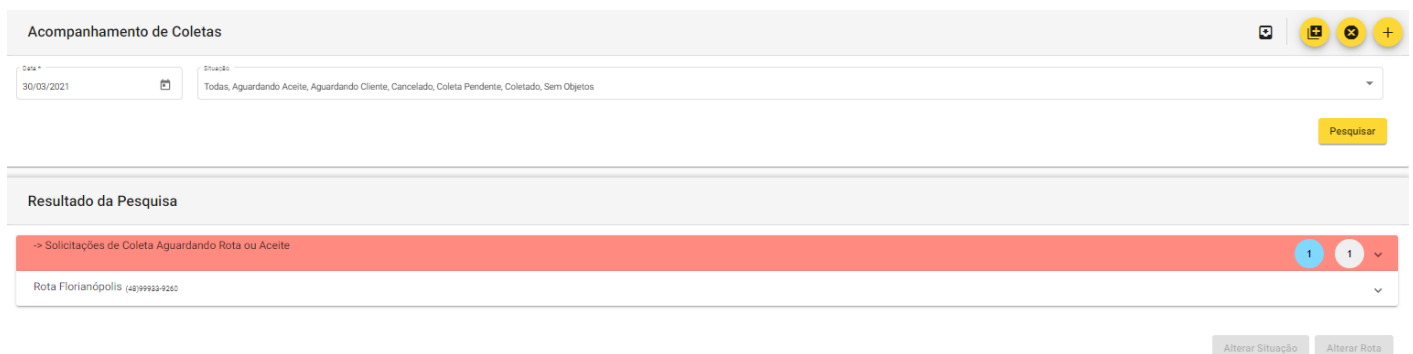 Acompanhamento de Coletas
Data *
30/03/2021
Situação
Todas, Aguardando Aceite, Aguardando Cliente, Cancelado, Coleta Pendente, Coletado, Sem Objetos
Pesquisar
Resultado da Pesquisa
-> Solicitações de Coleta Aguardando Rota ou Aceite
1 1
Rota Florianópolis (48)99933-9260
Alterar Situação Alterar Rota